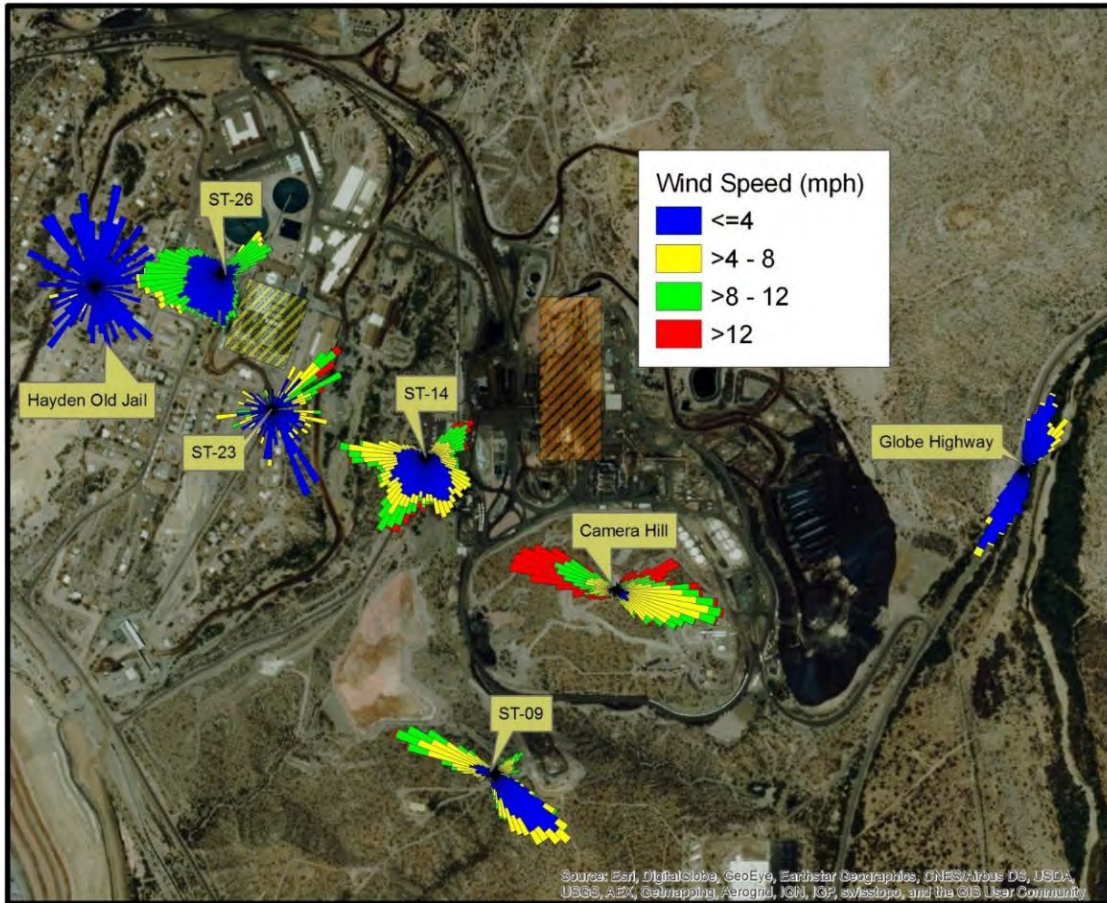 ST-26
Wind Speed (mph)
<=4
>4 - 8
>8 - 12
>12
Hayden Old Jail
ST-14
ST-23
Globe Highway
Camera Hill
ST-09
Source: Esri, DigitalGlobe, GeoEye, Earthstar Geographics, CNES/Airbus DS, USDA,
USGS, AEX, Getmapping, Aerogrid, IGN, IGP, swisstopo, and the GIS User Community